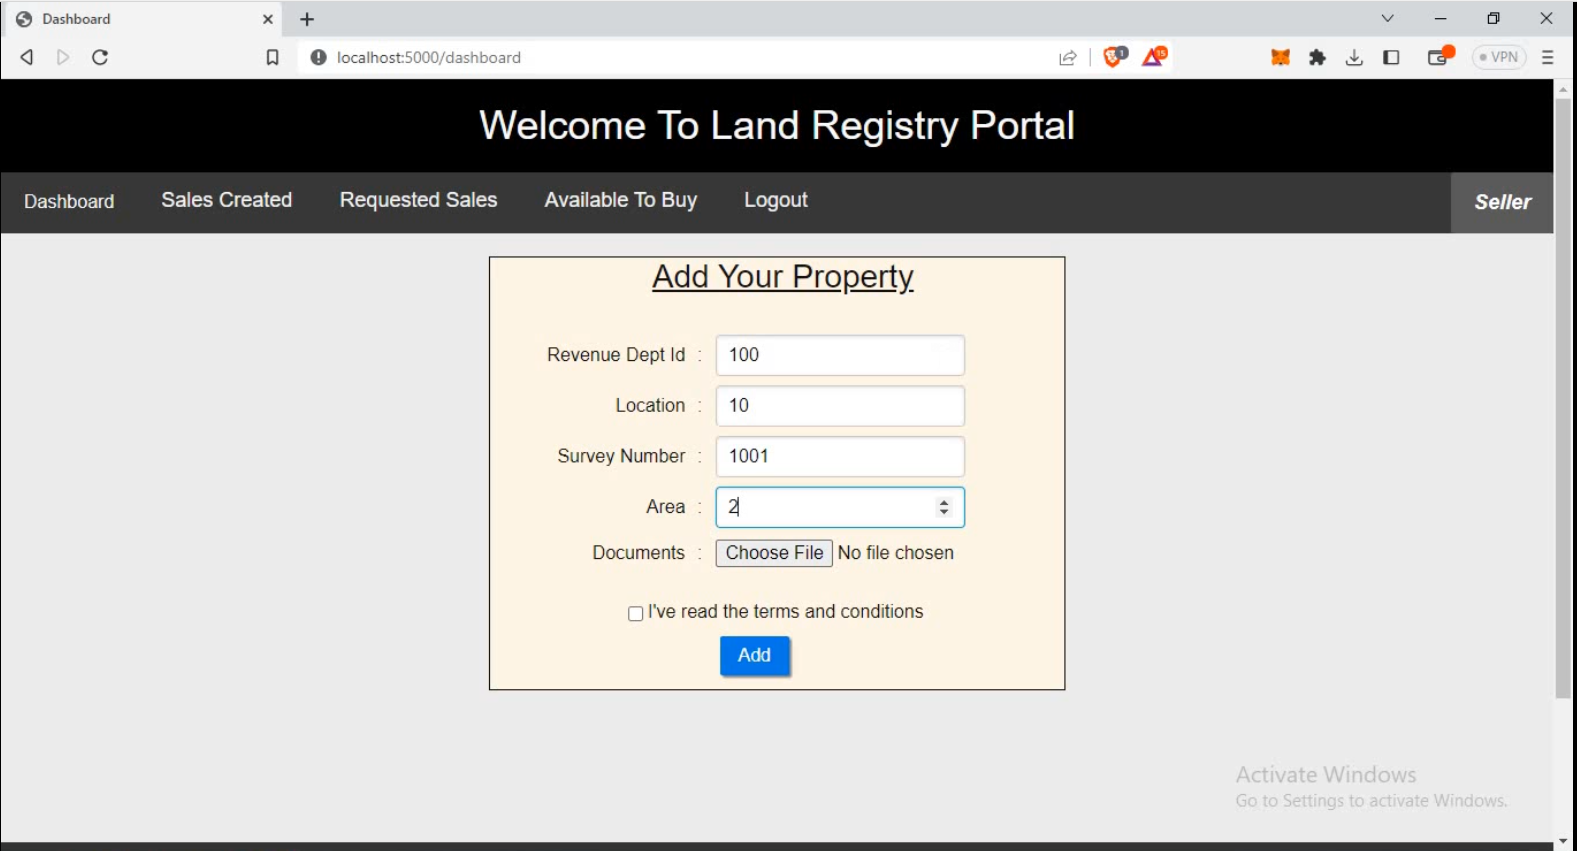 Dashboard
localhost:5000/dashboard
1
15
VPN
Welcome To Land Registry Portal
Dashboard Sales Created Requested Sales Available To Buy Logout Seller
Add Your Property
Revenue Dept Id : 100
Location : 10
Survey Number : 1001
Area : 2
Documents : Choose File No file chosen
I've read the terms and conditions
Add
Activate Windows
Go to Settings to activate Windows.